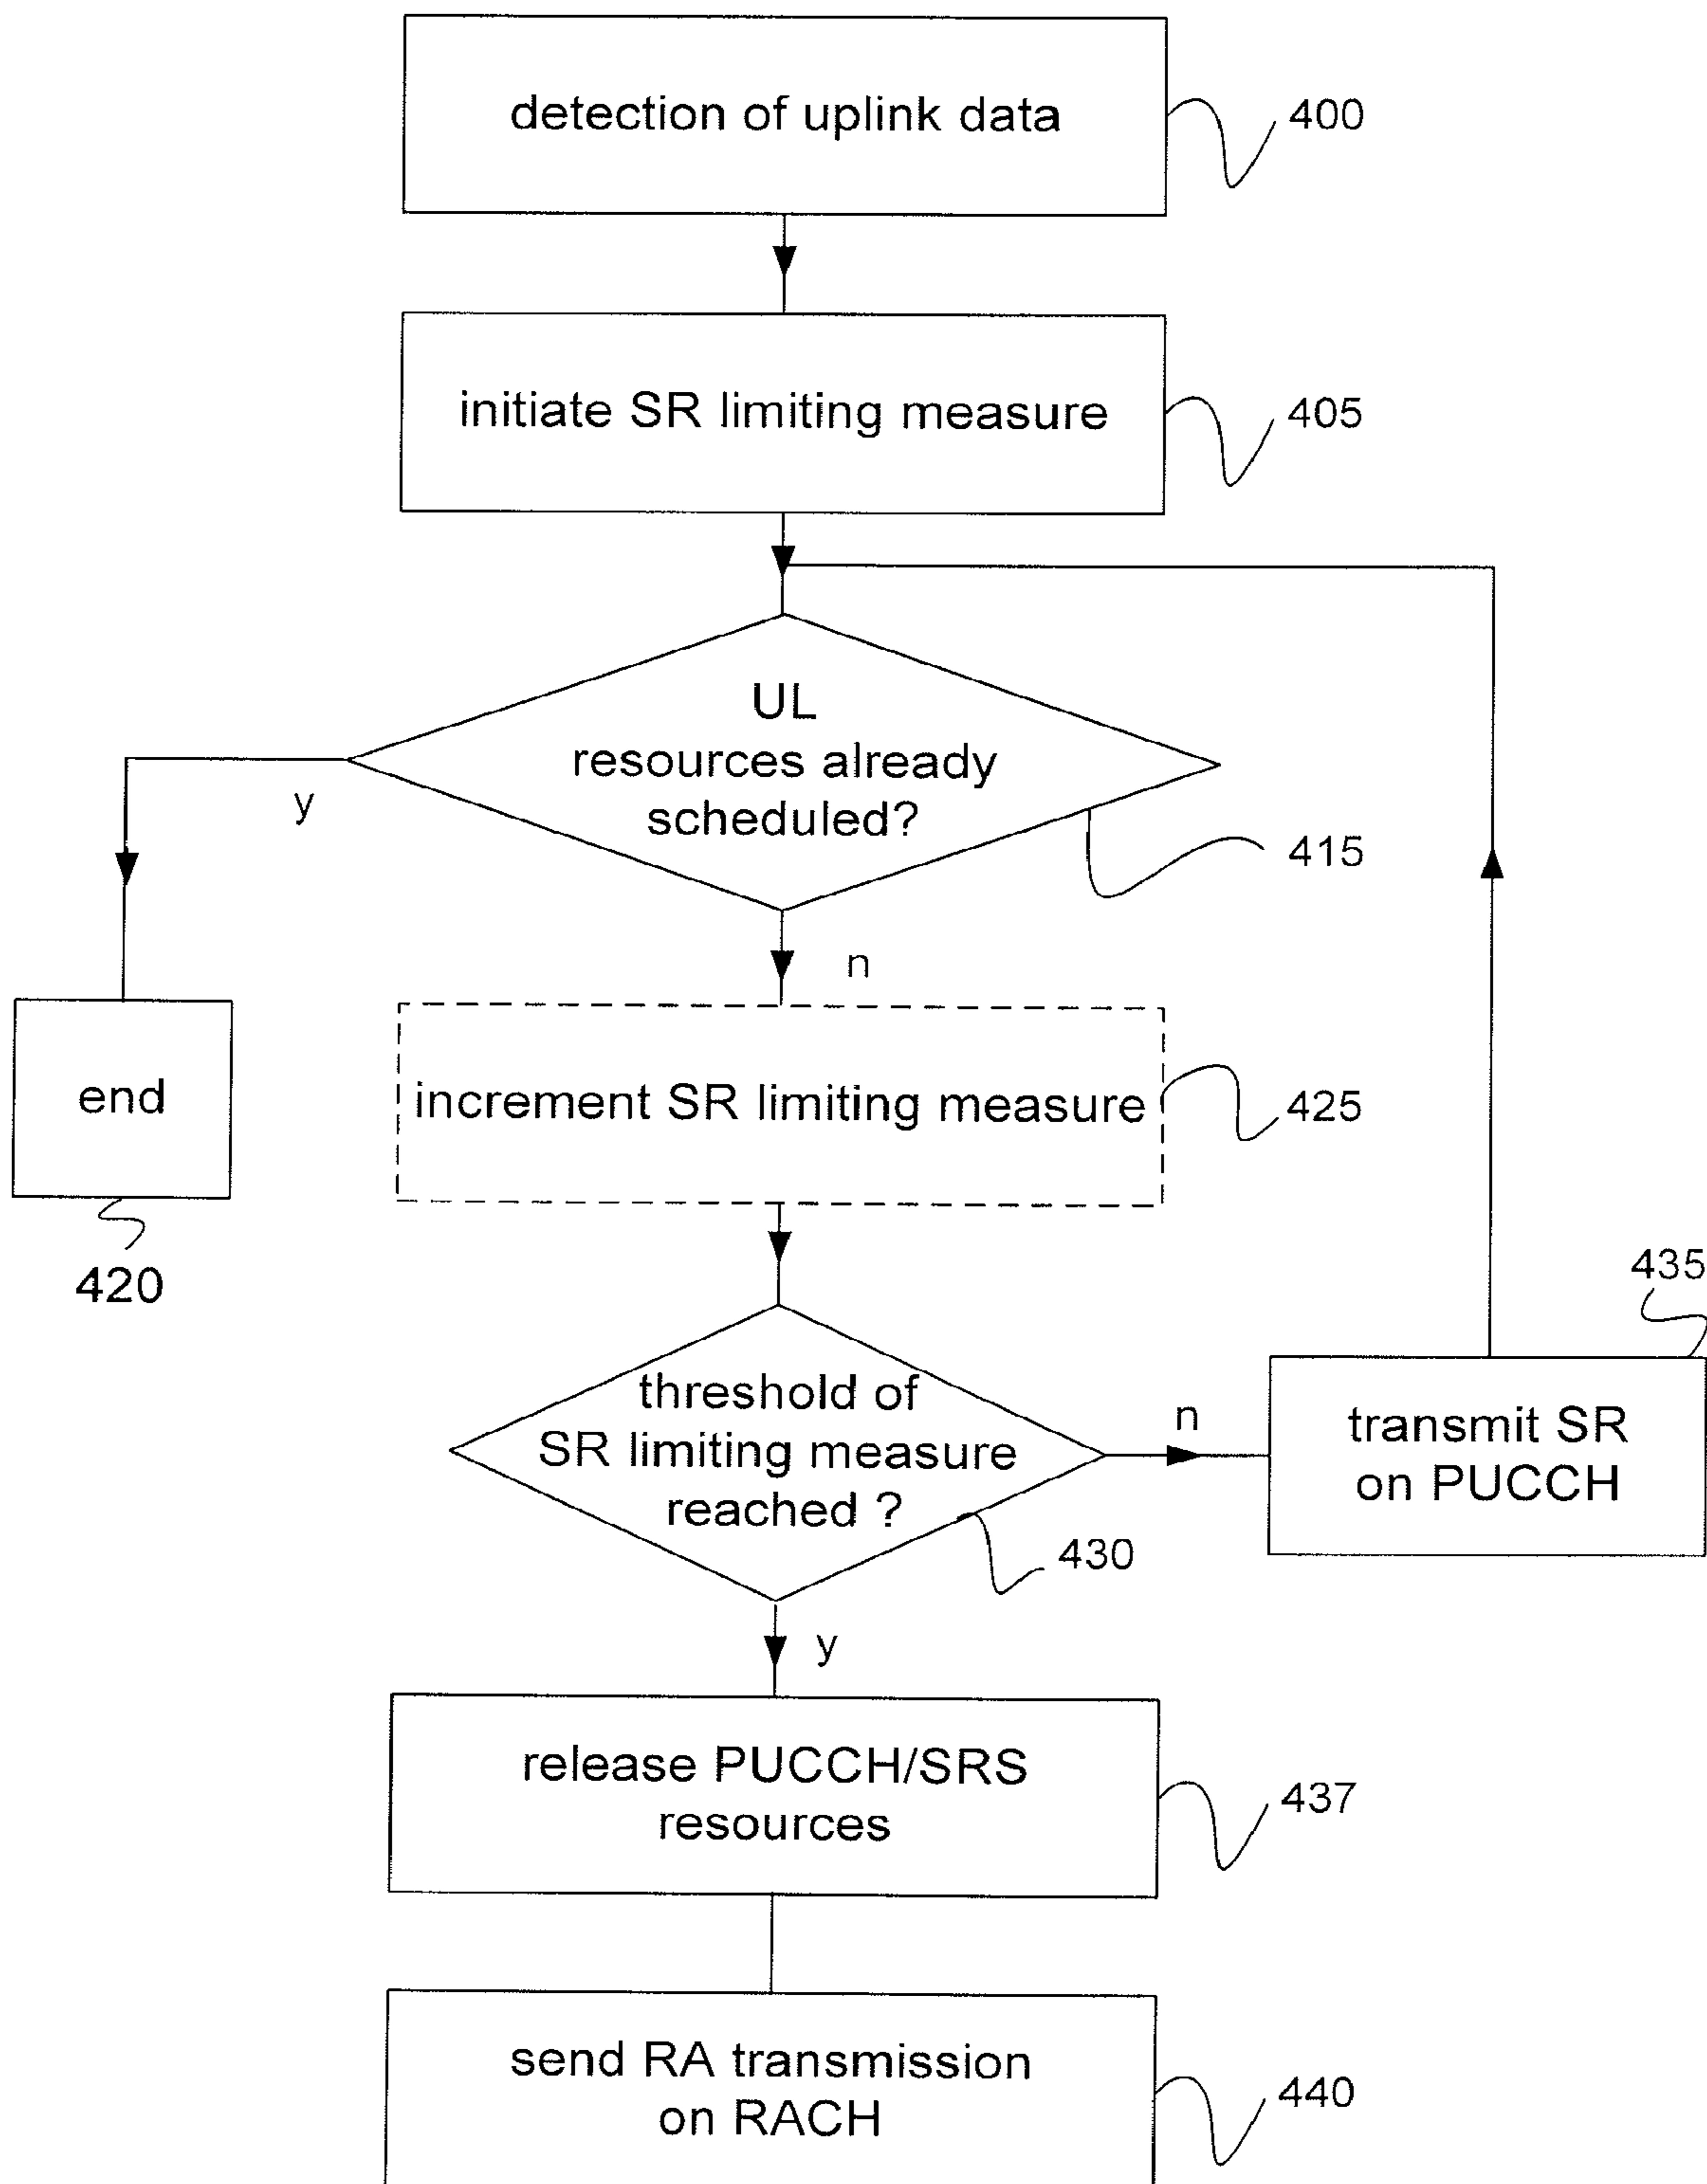 detection of uplink data
400
initiate SR limiting measure
405
UL
resources already
scheduled?
415
y
n
end
420
increment SR limiting measure
425
threshold of
SR limiting measure
reached ?
430
n
435
transmit SR
on PUCCH
y
release PUCCH/SRS
resources
437
send RA transmission
on RACH
440